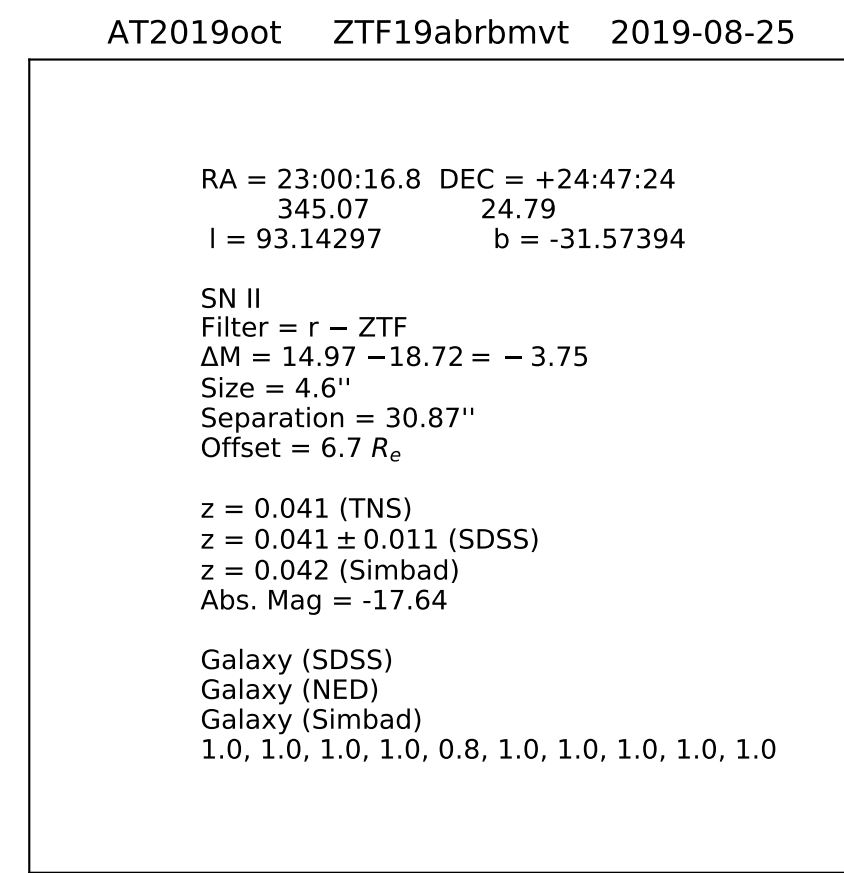 AT2019oot ZTF19abrbmvt 2019-08-25
RA = 23:00:16.8 DEC = +24:47:24
345.07 24.79
l = 93.14297 b = -31.57394
SN II
Filter = r − ZTF
ΔM = 14.97 −18.72 = − 3.75
Size = 4.6''
Separation = 30.87''
Offset = 6.7 Re
z = 0.041 (TNS)
z = 0.041 ± 0.011 (SDSS)
z = 0.042 (Simbad)
Abs. Mag = -17.64
Galaxy (SDSS)
Galaxy (NED)
Galaxy (Simbad)
1.0, 1.0, 1.0, 1.0, 0.8, 1.0, 1.0, 1.0, 1.0, 1.0